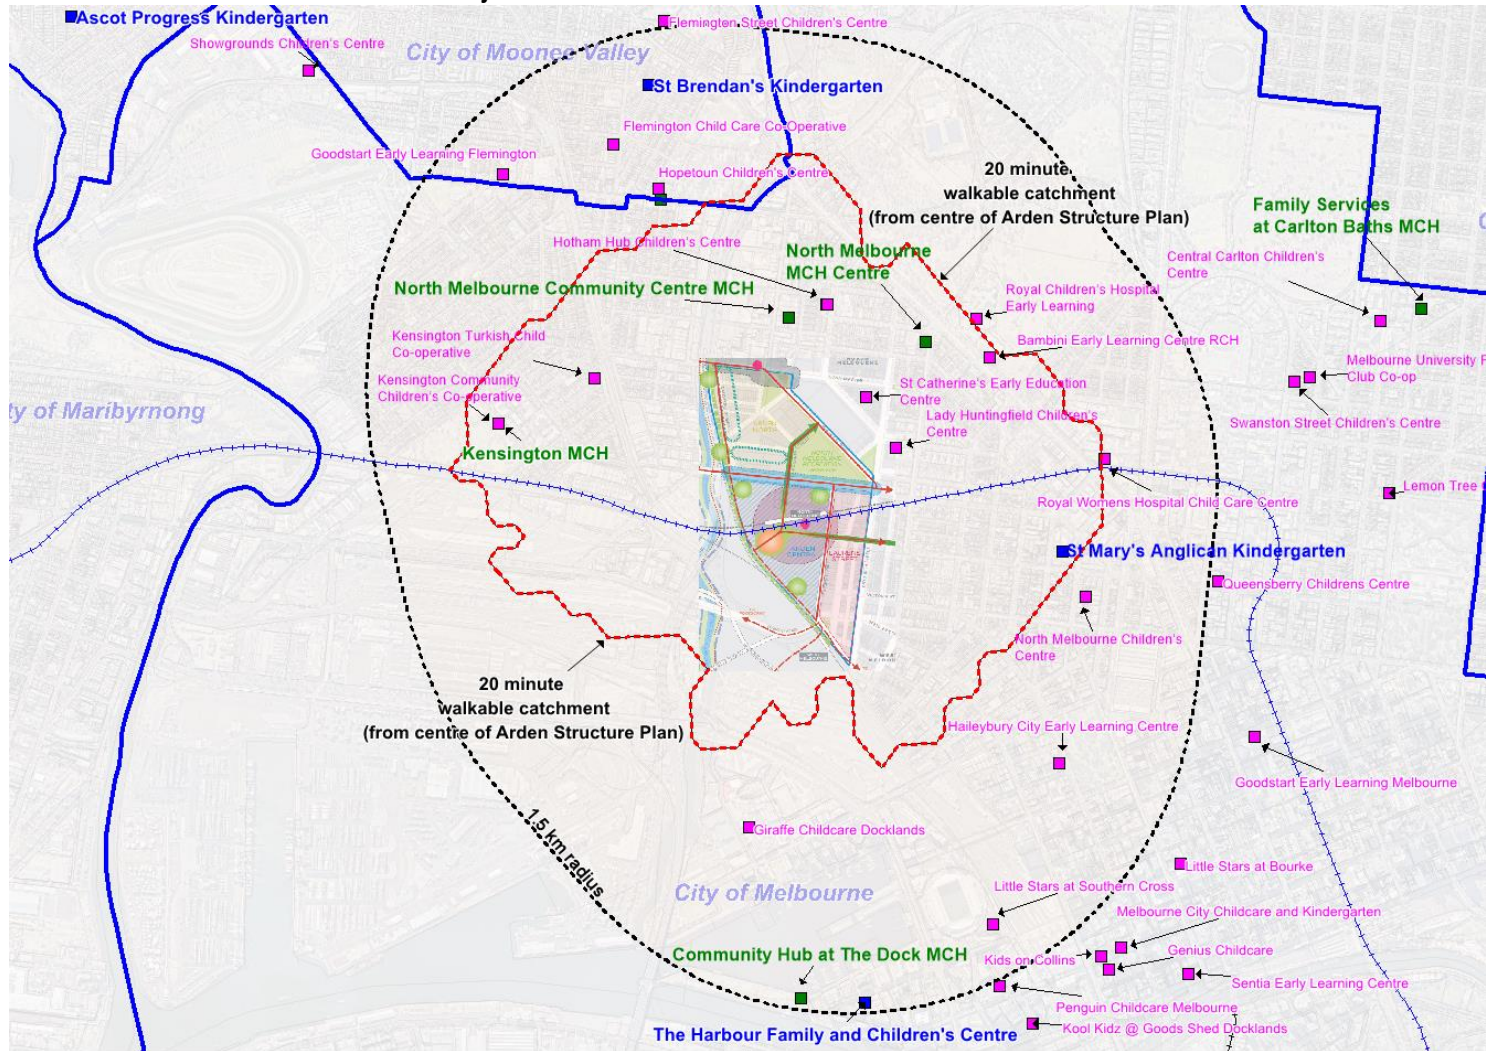 Ascot Progress Kindergarten
Flemington Street Children's Centre
Showgrounds Children's Centre
City of Moonee Valley
St Brendan's Kindergarten
Flemington Child Care Co-Operative
Goodstart Early Learning Flemington
Hopetoun Children's Centre
20 minute
walkable catchment
(from centre of Arden Structure Plan)
Family Services
at Carlton Baths MCH
Hotham Hub Children's Centre
North Melbourne
MCH Centre
Central Carlton Children's
Centre
North Melbourne Community Centre MCH
Royal Children's Hospital
Early Learning
Kensington Turkish Child
Co-operative
Bambini Early Learning Centre RCH
Melbourne University F
Club Co-op
Kensington Community
Children's Co-operative
St Catherine's Early Education
Centre
ty of Maribyrnong
Lady Huntingfield Children's
Centre
Swanston Street Children's Centre
Kensington MCH
Lemon Tree
Royal Womens Hospital Child Care Centre
ARDEN
St Mary's Anglican Kindergarten
Queensberry Childrens Centre
North Melbourne Children's
Centre
20 minute
walkable catchment
(from centre of Arden Structure Plan)
Haileybury City Early Learning Centre
Goodstart Early Learning Melbourne
1.5 km radius
Giraffe Childcare Docklands
Little Stars at Bourke
City of Melbourne
Little Stars at Southern Cross
Melbourne City Childcare and Kindergarten
Community Hub at The Dock MCH
Kids on Collins
Genius Childcare
Sentia Early Learning Centre
Penguin Childcare Melbourne
The Harbour Family and Children's Centre
Kool Kidz @ Goods Shed Docklands